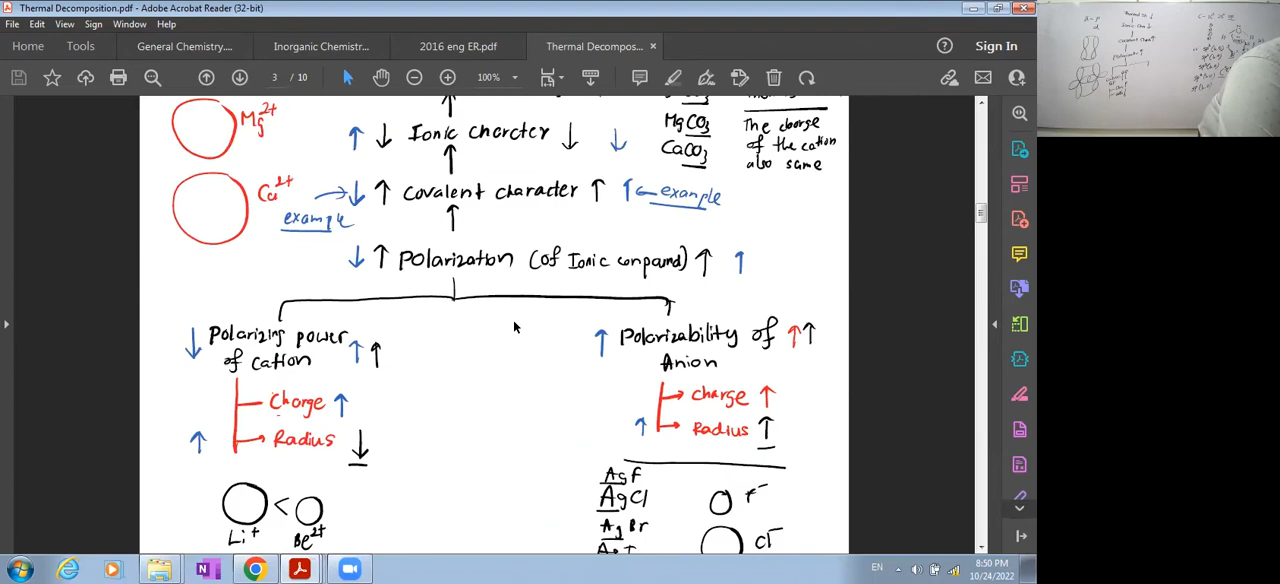 Thermal Decomposition.pdf - Adobe Acrobat Reader (32-bit)
File Edit View Sign Window Help
Home Tools General Chemistry... Inorganic Chemistr... 2016 eng ER.pdf Thermal Decompos... × Sign In
3 / 10 100%
Mg2+
↑ ↓ Ionic charcter ↓ ↓
MgCO3
CaCO3
The charge
of the cation
also same
Ca2+
example → ↓ ↑ covalent character ↑ ↑ ← example
↓ ↑ Polarization (of Ionic compound) ↑ ↑
↓ Polarizing power
of cation ↑ ↑
Charge ↑
↑ → Radius ↓
↑ Polarizability of ↑ ↑
Anion
→ charge ↑
↑ → Radius ↑
Li+ < Be2+
AgF
AgCl
AgBr
F-
Cl-
EN
8:50 PM
10/24/2022